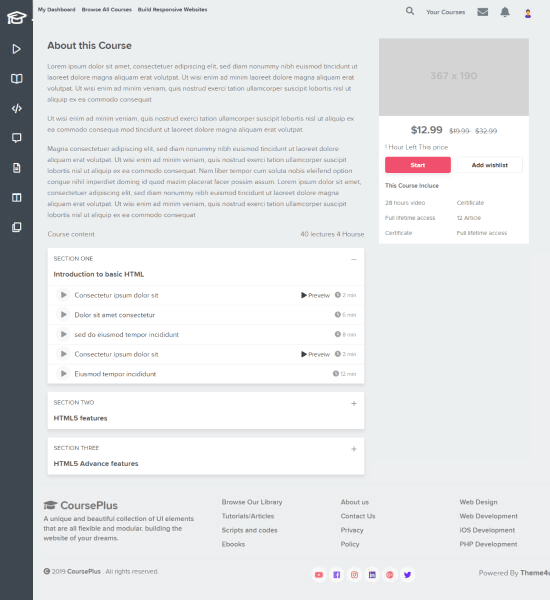 My Dashboard Browse All Courses Build Responsive Websites
Your Courses
About this Course
Lorem ipsum dolor sit amet, consectetuer adipiscing elit, sed diam nonummy nibh euismod tincidunt ut
laoreet dolore magna aliquam erat volutpat. Ut wisi enim ad minim laoreet dolore magna aliquam erat
volutpat. Ut wisi enim ad minim veniam, quis nostrud exerci tation ullamcorper suscipit lobortis nisl ut
aliquip ex ea commodo consequat
Ut wisi enim ad minim veniam, quis nostrud exerci tation ullamcorper suscipit lobortis nisl ut aliquip ex
ea commodo consequa mod tincidunt ut laoreet dolore magna aliquam erat volutpat.
Magna consectetuer adipiscing elit, sed diam nonummy nibh euismod tincidunt ut laoreet dolore magna
aliquam erat volutpat. Ut wisi enim ad minim veniam, quis nostrud exerci tation ullamcorper suscipit
lobortis nisl ut aliquip ex ea commodo consequat. Nam liber tempor cum soluta nobis eleifend option
congue nihil imperdiet doming id quod mazim placerat facer possim assum. Lorem ipsum dolor sit amet,
consectetuer adipiscing elit, sed diam nonummy nibh euismod tincidunt ut laoreet dolore magna
aliquam erat volutpat. Ut wisi enim ad minim veniam, quis nostrud exerci tation ullamcorper suscipit
lobortis nisl ut aliquip ex ea commodo consequat
Course content 40 lectures 4 Hourse
SECTION ONE
Introduction to basic HTML
Consectetur ipsum dolor sit Preveiw 2 min
Dolor sit amet consectetur 6 min
sed do eiusmod tempor incididunt 8 min
Consectetur ipsum dolor sit Preveiw 2 min
Eiusmod tempor incididunt 12 min
SECTION TWO
HTML5 features
SECTION THREE
HTML5 Advance features
367 x 190
$12.99 $19.99 $32.99
! Hour Left This price
Start Add wishlist
This Course Incluce
28 hours video Certificate
Full lifetime access 12 Article
Certificate Full lifetime access
CoursePlus
A unique and beautiful collection of UI elements
that are all flexible and modular. building the
website of your dreams.
Browse Our Library
Tutorials/Articles
Scripts and codes
Ebooks
About us
Contact Us
Privacy
Policy
Web Design
Web Development
iOS Development
PHP Development
© 2019 CoursePlus . All rights reserved.
Powered By Theme4u